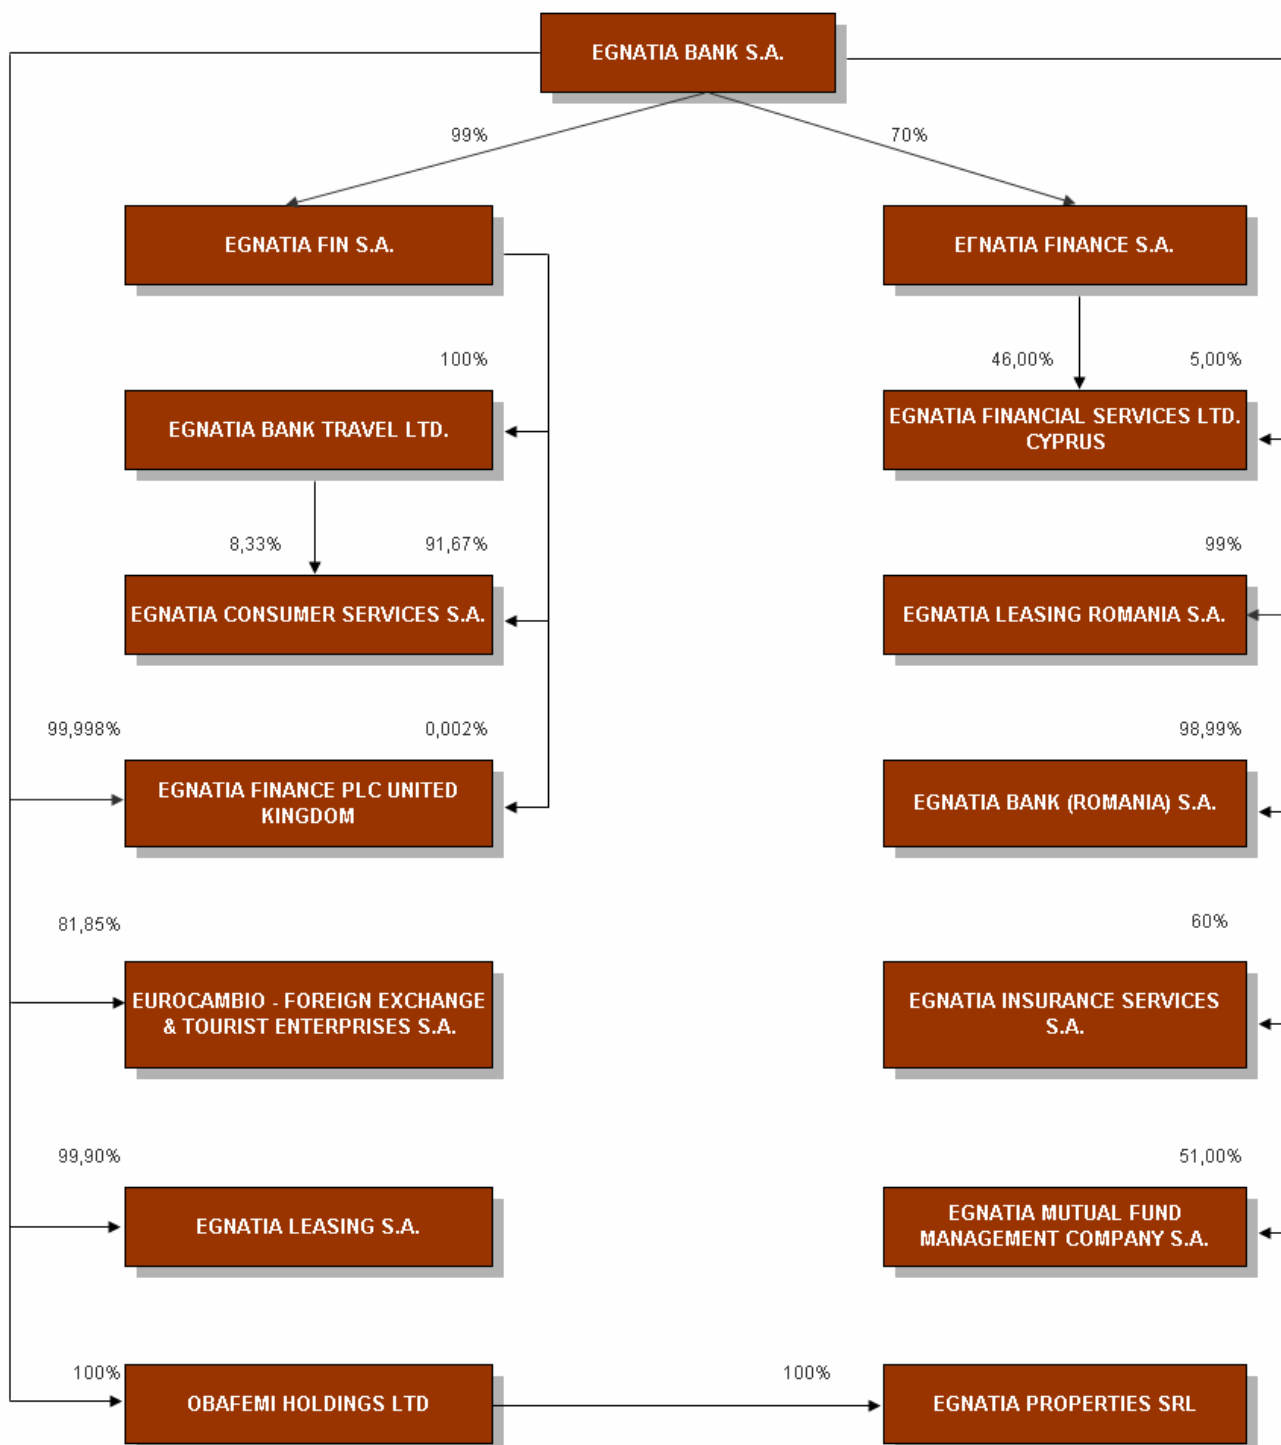 EGNATIA BANK S.A.
99%
70%
EGNATIA FIN S.A.
ΕΓNATIA FINANCE S.A.
100%
46,00%
5,00%
EGNATIA BANK TRAVEL LTD.
EGNATIA FINANCIAL SERVICES LTD.
CYPRUS
8,33%
91,67%
99%
EGNATIA CONSUMER SERVICES S.A.
EGNATIA LEASING ROMANIA S.A.
99,998%
0,002%
98,99%
EGNATIA FINANCE PLC UNITED
KINGDOM
EGNATIA BANK (ROMANIA) S.A.
81,85%
60%
EUROCAMBIO - FOREIGN EXCHANGE
& TOURIST ENTERPRISES S.A.
EGNATIA INSURANCE SERVICES
S.A.
99,90%
51,00%
EGNATIA LEASING S.A.
EGNATIA MUTUAL FUND
MANAGEMENT COMPANY S.A.
100%
100%
OBAFEMI HOLDINGS LTD
EGNATIA PROPERTIES SRL